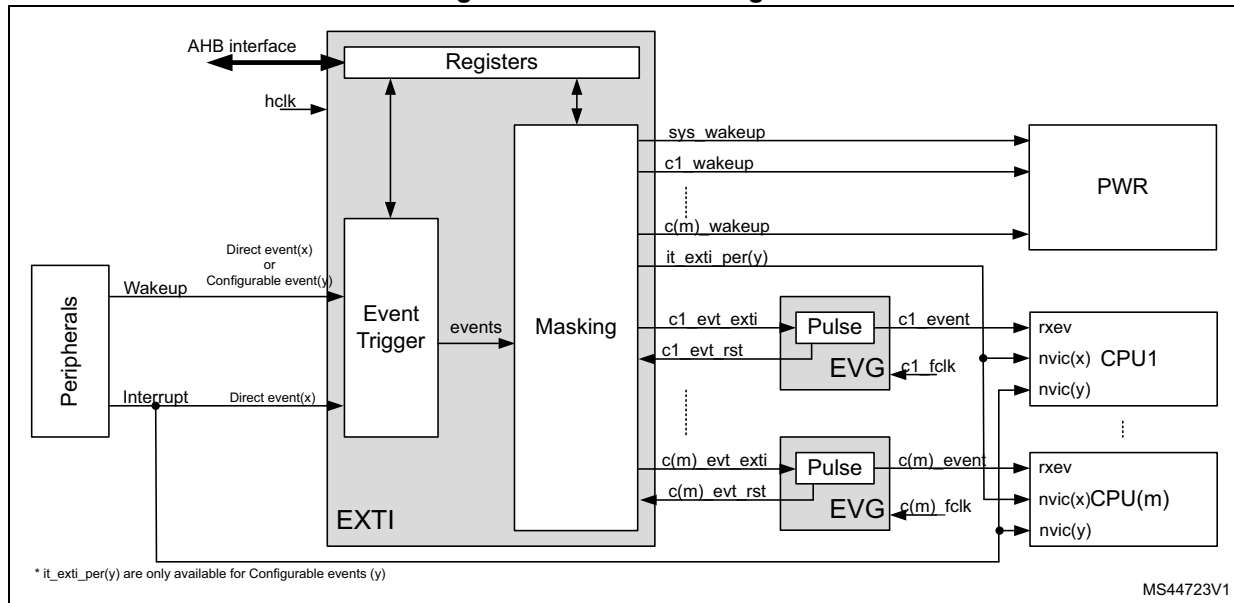 AHB interface
Registers
hclk
sys_wakeup
c1_wakeup
PWR
c(m)_wakeup
it_exti_per(y)
Direct event(x)
or
Configurable event(y)
Wakeup
Peripherals
Event
Trigger
events
Masking
c1_evt_exti
Pulse
c1_event
rxev
c1_evt_rst
EVG
c1_fclk
nvic(x)
CPU1
nvic(y)
Interrupt
Direct event(x)
c(m)_evt_exti
Pulse
c(m)_event
rxev
c(m)_evt_rst
EVG
c(m)_fclk
nvic(x)
CPU(m)
nvic(y)
EXTI
* it_exti_per(y) are only available for Configurable events (y)
MS44723V1